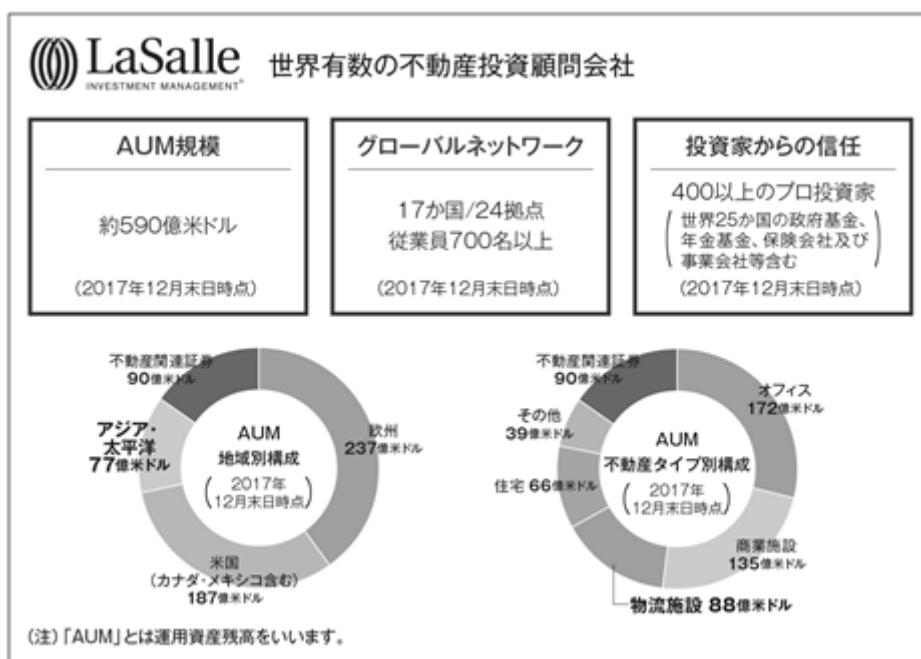 LaSalle
INVESTMENT MANAGEMENT®
世界有数の不動産投資顧問会社
AUM規模
約590億米ドル
(2017年12月末日時点)
グローバルネットワーク
17か国/24拠点
従業員700名以上
(2017年12月末日時点)
投資家からの信任
400以上のプロ投資家
(世界25か国の政府基金、
年金基金、保険会社及び
事業会社等含む)
(2017年12月末日時点)
不動産関連証券
90億米ドル
アジア・
太平洋
77億米ドル
AUM
地域別構成
(2017年
12月末日時点)
欧州
237億米ドル
米国
(カナダ・メキシコ含む)
187億米ドル
不動産関連証券
90億米ドル
その他
39億米ドル
住宅 66億米ドル
AUM
不動産タイプ別構成
(2017年
12月末日時点)
オフィス
172億米ドル
商業施設
135億米ドル
物流施設 88億米ドル
(注)「AUM」とは運用資産残高をいいます。